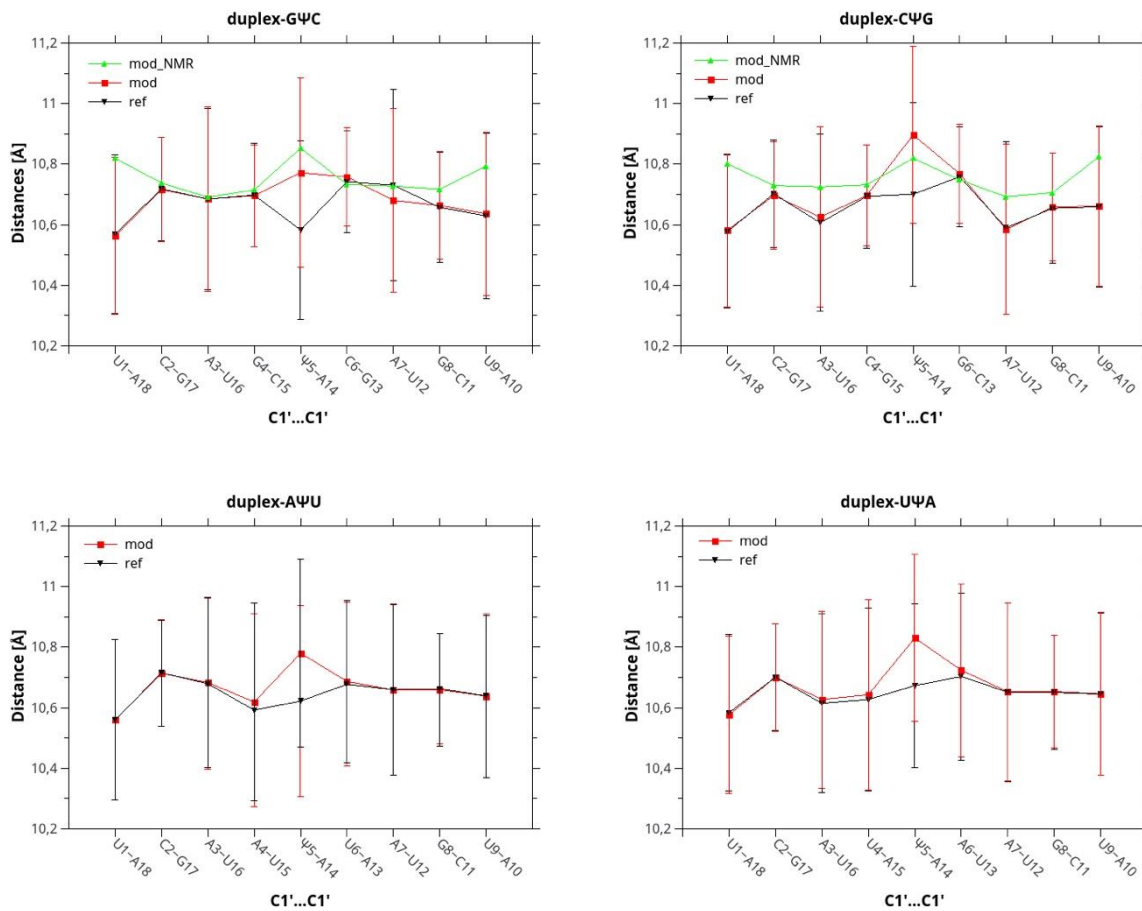 duplex-GΨC
11,2
11
10,8
10,6
10,4
10,2
Distances [Å]
mod_NMR
mod
ref
U1−A18
C2−G17
A3−U16
G4−C15
Ψ5−A14
C6−G13
A7−U12
G8−C11
U9−A10
C1'...C1'
duplex-CΨG
11,2
11
10,8
10,6
10,4
10,2
Distance [Å]
mod_NMR
mod
ref
U1−A18
C2−G17
A3−U16
C4−G15
Ψ5−A14
G6−C13
A7−U12
G8−C11
U9−A10
C1'...C1'
duplex-AΨU
11,2
11
10,8
10,6
10,4
10,2
Distance [Å]
mod
ref
U1−A18
C2−G17
A3−U16
A4−U15
Ψ5−A14
U6−A13
A7−U12
G8−C11
U9−A10
C1'...C1'
duplex-UΨA
11,2
11
10,8
10,6
10,4
10,2
Distance [Å]
mod
ref
U1−A18
C2−G17
A3−U16
U4−A15
Ψ5−A14
A6−U13
A7−U12
G8−C11
U9−A10
C1'...C1'